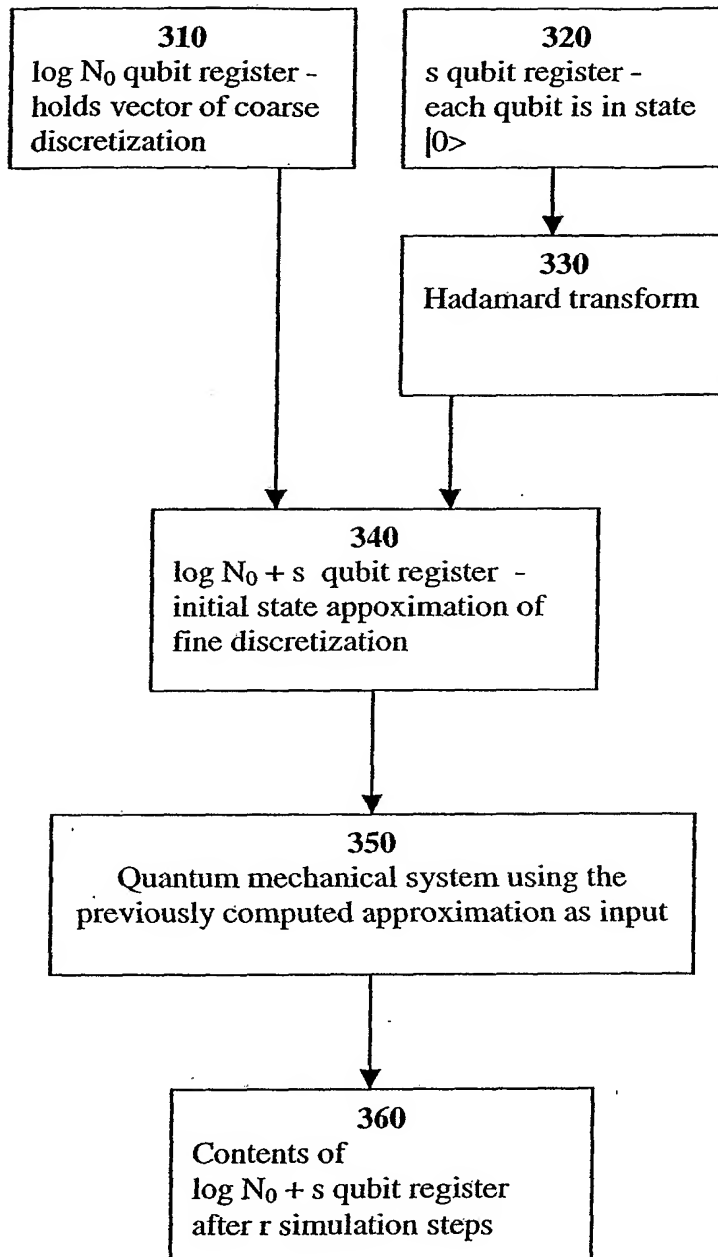 310
log N₀ qubit register -
holds vector of coarse
discretization
320
s qubit register -
each qubit is in state
|0>
330
Hadamard transform
340
log N₀ + s qubit register -
initial state appoximation of
fine discretization
350
Quantum mechanical system using the
previously computed approximation as input
360
Contents of
log N₀ + s qubit register
after r simulation steps